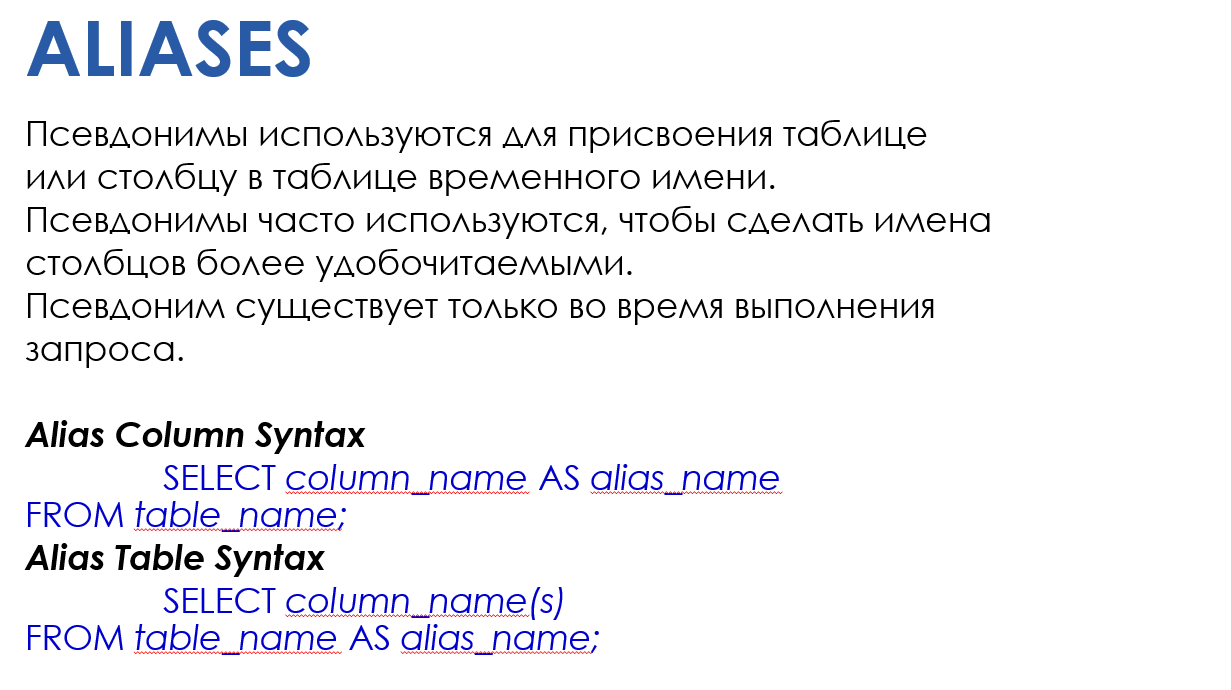 ALIASES
Псевдонимы используются для присвоения таблице
или столбцу в таблице временного имени.
Псевдонимы часто используются, чтобы сделать имена
столбцов более удобочитаемыми.
Псевдоним существует только во время выполнения
запроса.
Alias Column Syntax
SELECT column_name AS alias_name
FROM table_name;
Alias Table Syntax
SELECT column_name(s)
FROM table_name AS alias_name;